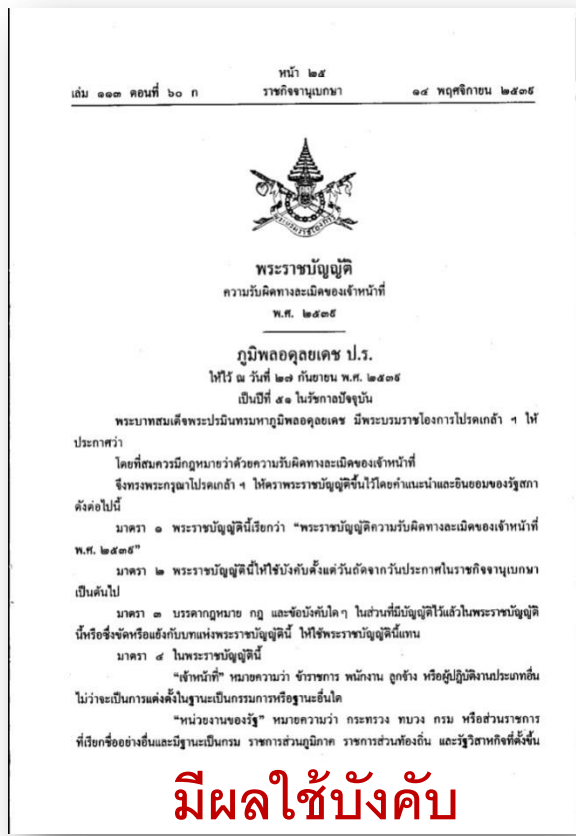 หน้า ๒๕
เล่ม ๑๑๓ ตอนที่ ๖๐ ก ราชกิจจานุเบกษา ๑๔ พฤศจิกายน ๒๕๓๙
พระบรมราชโองการ
พระราชบัญญัติ
ความรับผิดทางละเมิดของเจ้าหน้าที่
พ.ศ. ๒๕๓๙
ภูมิพลอดุลยเดช ป.ร.
ให้ไว้ ณ วันที่ ๒๗ กันยายน พ.ศ. ๒๕๓๙
เป็นปีที่ ๕๑ ในรัชกาลปัจจุบัน
พระบาทสมเด็จพระปรมินทรมหาภูมิพลอดุลยเดช มีพระบรมราชโองการโปรดเกล้า ฯ ให้
ประกาศว่า
โดยที่สมควรมีกฎหมายว่าด้วยความรับผิดทางละเมิดของเจ้าหน้าที่
จึงทรงพระกรุณาโปรดเกล้า ฯ ให้ตราพระราชบัญญัติขึ้นไว้โดยคำแนะนำและยินยอมของรัฐสภา
ดังต่อไปนี้
มาตรา ๑ พระราชบัญญัตินี้เรียกว่า “พระราชบัญญัติความรับผิดทางละเมิดของเจ้าหน้าที่
พ.ศ. ๒๕๓๙”
มาตรา ๒ พระราชบัญญัตินี้ให้ใช้บังคับตั้งแต่วันถัดจากวันประกาศในราชกิจจานุเบกษา
เป็นต้นไป
มาตรา ๓ บรรดากฎหมาย กฎ และข้อบังคับใด ๆ ในส่วนที่มีบัญญัติไว้แล้วในพระราชบัญญัติ
นี้หรือซึ่งขัดหรือแย้งกับบทแห่งพระราชบัญญัตินี้ ให้ใช้พระราชบัญญัตินี้แทน
มาตรา ๔ ในพระราชบัญญัตินี้
“เจ้าหน้าที่” หมายความว่า ข้าราชการ พนักงาน ลูกจ้าง หรือผู้ปฏิบัติงานประเภทอื่น
ไม่ว่าจะเป็นการแต่งตั้งในฐานะเป็นกรรมการหรือฐานะอื่นใด
“หน่วยงานของรัฐ” หมายความว่า กระทรวง ทบวง กรม หรือส่วนราชการ
ที่เรียกชื่ออย่างอื่นและมีฐานะเป็นกรม ราชการส่วนภูมิภาค ราชการส่วนท้องถิ่น และรัฐวิสาหกิจที่ตั้งขึ้น
มีผลใช้บังคับ